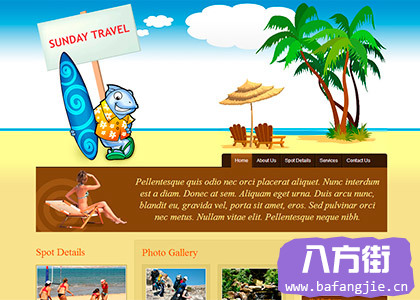 SUNDAY TRAVEL
Home About Us Spot Details Services Contact Us
Pellentesque quis odio nec orci placerat aliquet. Nunc interdum
est a diam. Donec at sem. Aliquam eget urna. Duis arcu nunc,
blandit eu, gravida vel, porta sit amet, eros. Sed pulvinar orci
nec metus. Nullam vitae elit. Pellentesque neque nibh.
Spot Details
Photo Gallery
八方街
www.bafangjie.cn